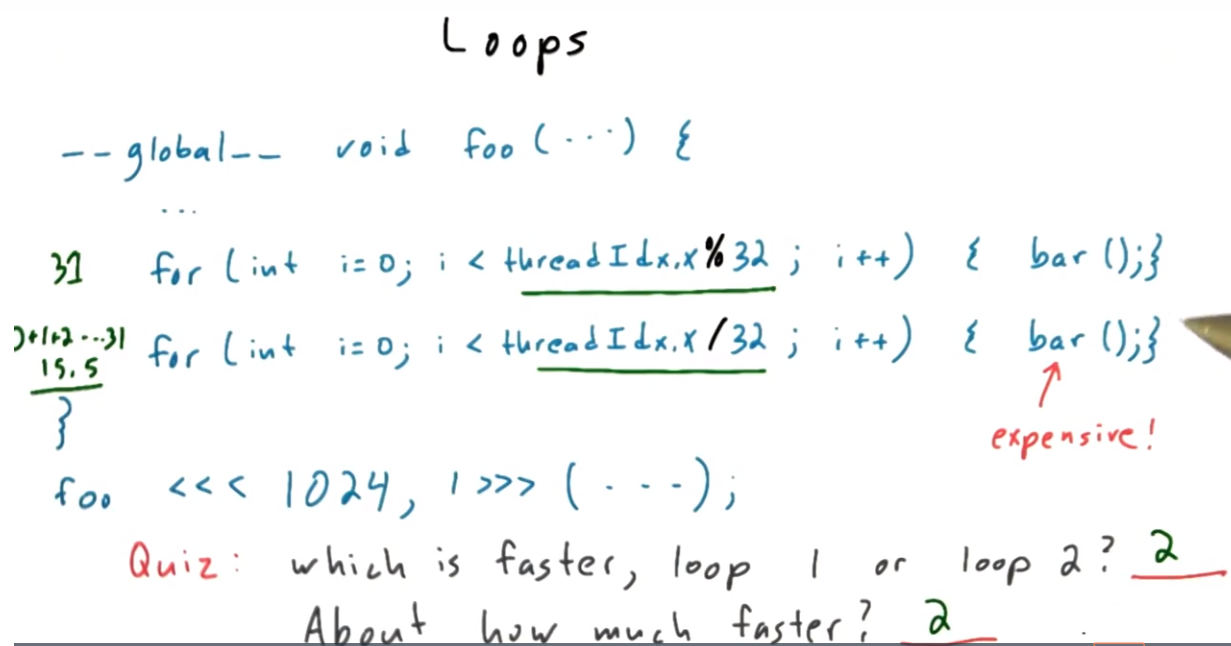 Loops
--global-- void foo (...) {
...
31 for (int i=0; i < threadIdx.x % 32 ; i++) { bar ();}
0+1+2...31
15.5
for (int i=0; i < threadIdx.x / 32 ; i++) { bar ();}
expensive!
}
foo <<< 1024, 1 >>> (...);
Quiz: which is faster, loop 1 or loop 2? 2
About how much faster? 2